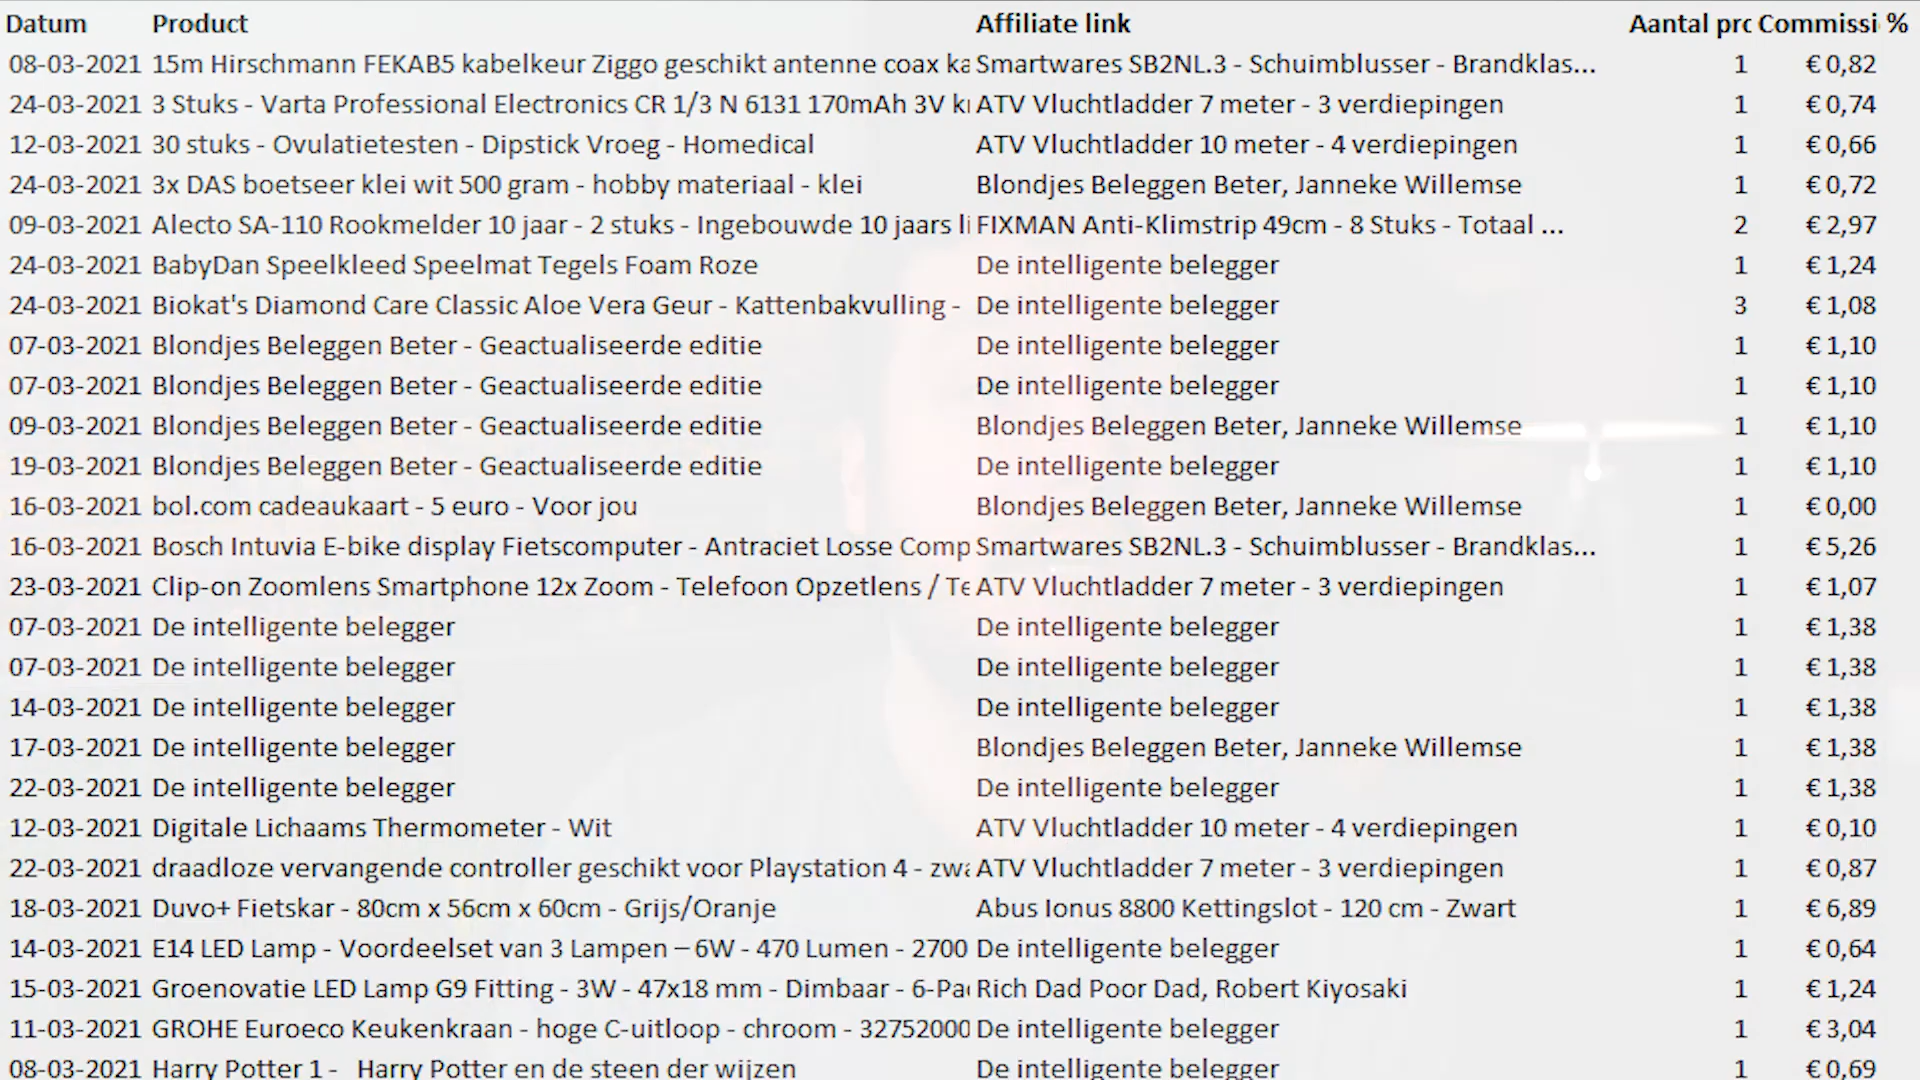 Datum Product Affiliate link Aantal prc Commissi %
08-03-2021 15m Hirschmann FEKAB5 kabelkeur Ziggo geschikt antenne coax ka Smartwares SB2NL.3 - Schuimblusser - Brandklas... 1 € 0,82
24-03-2021 3 Stuks - Varta Professional Electronics CR 1/3 N 6131 170mAh 3V ATV Vluchtladder 7 meter - 3 verdiepingen 1 € 0,74
12-03-2021 30 stuks - Ovulatietesten - Dipstick Vroeg - Homedical ATV Vluchtladder 10 meter - 4 verdiepingen 1 € 0,66
24-03-2021 3x DAS boetseer klei wit 500 gram - hobby materiaal - klei Blondjes Beleggen Beter, Janneke Willemse 1 € 0,72
09-03-2021 Alecto SA-110 Rookmelder 10 jaar - 2 stuks - Ingebouwde 10 jaars li FIXMAN Anti-Klimstrip 49cm - 8 Stuks - Totaal ... 2 € 2,97
24-03-2021 BabyDan Speelkleed Speelmat Tegels Foam Roze De intelligente belegger 1 € 1,24
24-03-2021 Biokat's Diamond Care Classic Aloe Vera Geur - Kattenbakvulling - De intelligente belegger 3 € 1,08
07-03-2021 Blondjes Beleggen Beter - Geactualiseerde editie De intelligente belegger 1 € 1,10
07-03-2021 Blondjes Beleggen Beter - Geactualiseerde editie De intelligente belegger 1 € 1,10
09-03-2021 Blondjes Beleggen Beter - Geactualiseerde editie Blondjes Beleggen Beter, Janneke Willemse 1 € 1,10
19-03-2021 Blondjes Beleggen Beter - Geactualiseerde editie De intelligente belegger 1 € 1,10
16-03-2021 bol.com cadeaukaart - 5 euro - Voor jou Blondjes Beleggen Beter, Janneke Willemse 1 € 0,00
16-03-2021 Bosch Intuvia E-bike display Fietscomputer - Antraciet Losse Comp Smartwares SB2NL.3 - Schuimblusser - Brandklas... 1 € 5,26
23-03-2021 Clip-on Zoomlens Smartphone 12x Zoom - Telefoon Opzetlens / Te ATV Vluchtladder 7 meter - 3 verdiepingen 1 € 1,07
07-03-2021 De intelligente belegger De intelligente belegger 1 € 1,38
07-03-2021 De intelligente belegger De intelligente belegger 1 € 1,38
14-03-2021 De intelligente belegger De intelligente belegger 1 € 1,38
17-03-2021 De intelligente belegger Blondjes Beleggen Beter, Janneke Willemse 1 € 1,38
22-03-2021 De intelligente belegger De intelligente belegger 1 € 1,38
12-03-2021 Digitale Lichaams Thermometer - Wit ATV Vluchtladder 10 meter - 4 verdiepingen 1 € 0,10
22-03-2021 draadloze vervangende controller geschikt voor Playstation 4 - zwa ATV Vluchtladder 7 meter - 3 verdiepingen 1 € 0,87
18-03-2021 Duvo+ Fietskar - 80cm x 56cm x 60cm - Grijs/Oranje Abus Ionus 8800 Kettingslot - 120 cm - Zwart 1 € 6,89
14-03-2021 E14 LED Lamp - Voordeelset van 3 Lampen – 6W - 470 Lumen - 2700 De intelligente belegger 1 € 0,64
15-03-2021 Groenovatie LED Lamp G9 Fitting - 3W - 47x18 mm - Dimbaar - 6-Pa Rich Dad Poor Dad, Robert Kiyosaki 1 € 1,24
11-03-2021 GROHE Euroeco Keukenkraan - hoge C-uitloop - chroom - 32752000 De intelligente belegger 1 € 3,04
08-03-2021 Harry Potter 1 - Harry Potter en de steen der wijzen De intelligente belegger 1 € 0,69